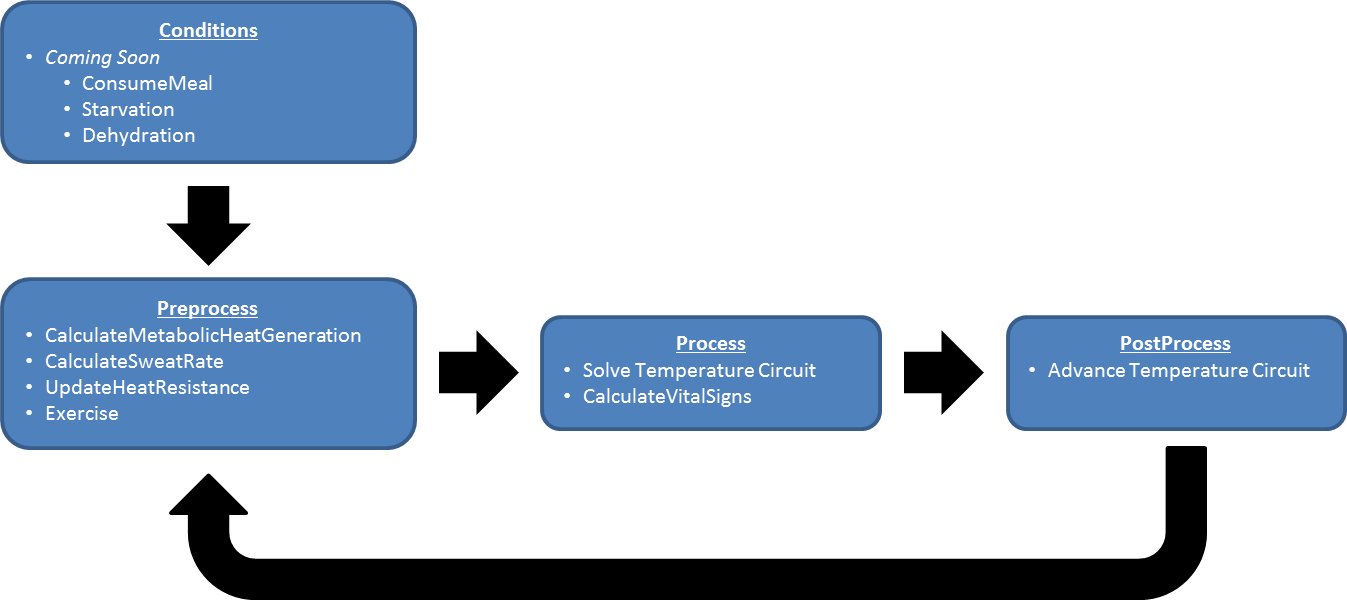 Conditions
• Coming Soon
• ConsumeMeal
• Starvation
• Dehydration
Preprocess
• CalculateMetabolicHeatGeneration
• CalculateSweatRate
• UpdateHeatResistance
• Exercise
Process
• Solve Temperature Circuit
• CalculateVitalSigns
PostProcess
• Advance Temperature Circuit